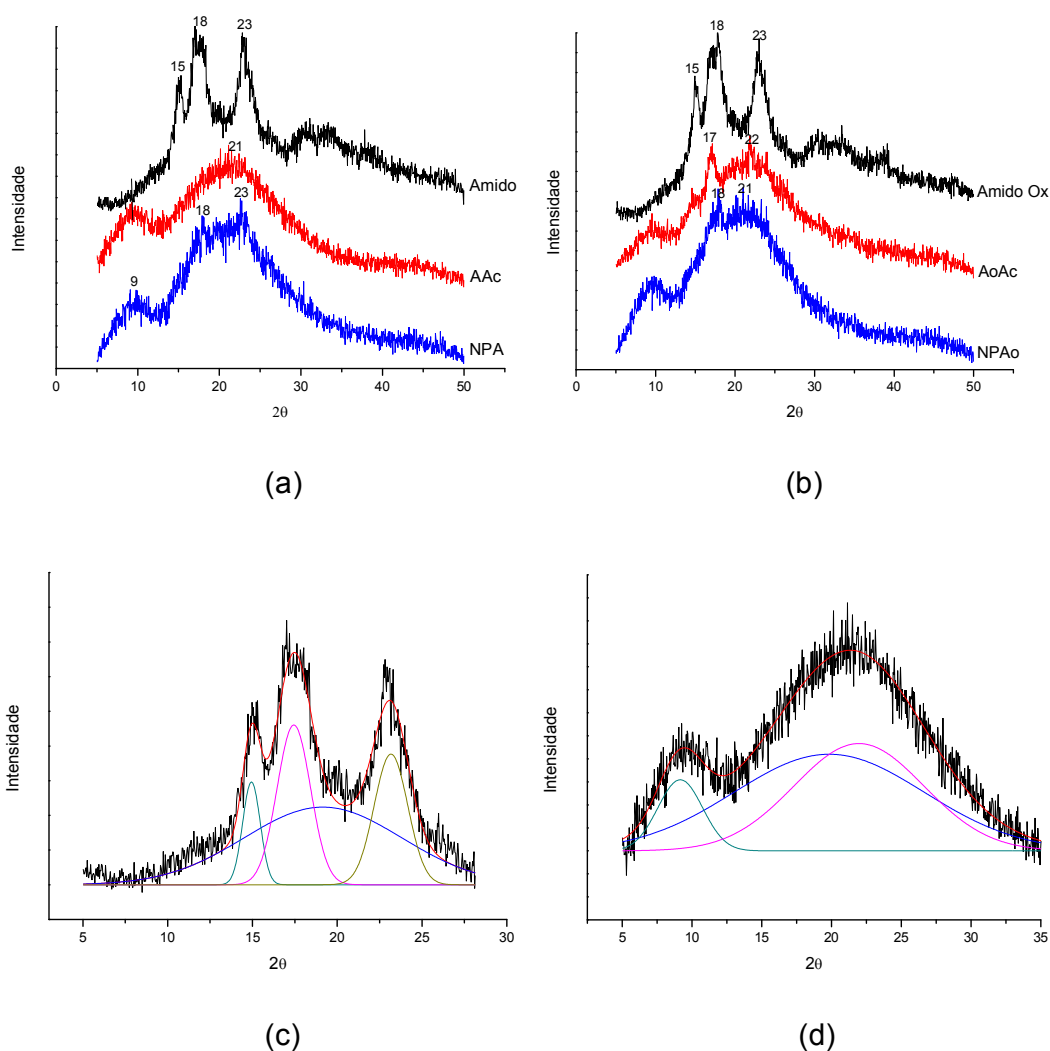 18
23
15
21
9
18
23
9
Amido
AAc
NPA
Intensidade
0 10 20 30 40 50
2θ
(a)
18
23
15
17
22
18
21
Amido Ox
AoAc
NPAo
Intensidade
0 10 20 30 40 50
2θ
(b)
Intensidade
5 10 15 20 25 30
2θ
(c)
Intensidade
5 10 15 20 25 30 35
2θ
(d)